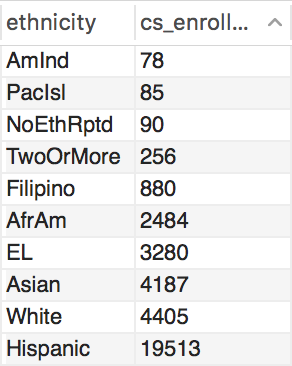 ethnicity cs_enroll...
AmInd 78
PacIsl 85
NoEthRptd 90
TwoOrMore 256
Filipino 880
AfrAm 2484
EL 3280
Asian 4187
White 4405
Hispanic 19513